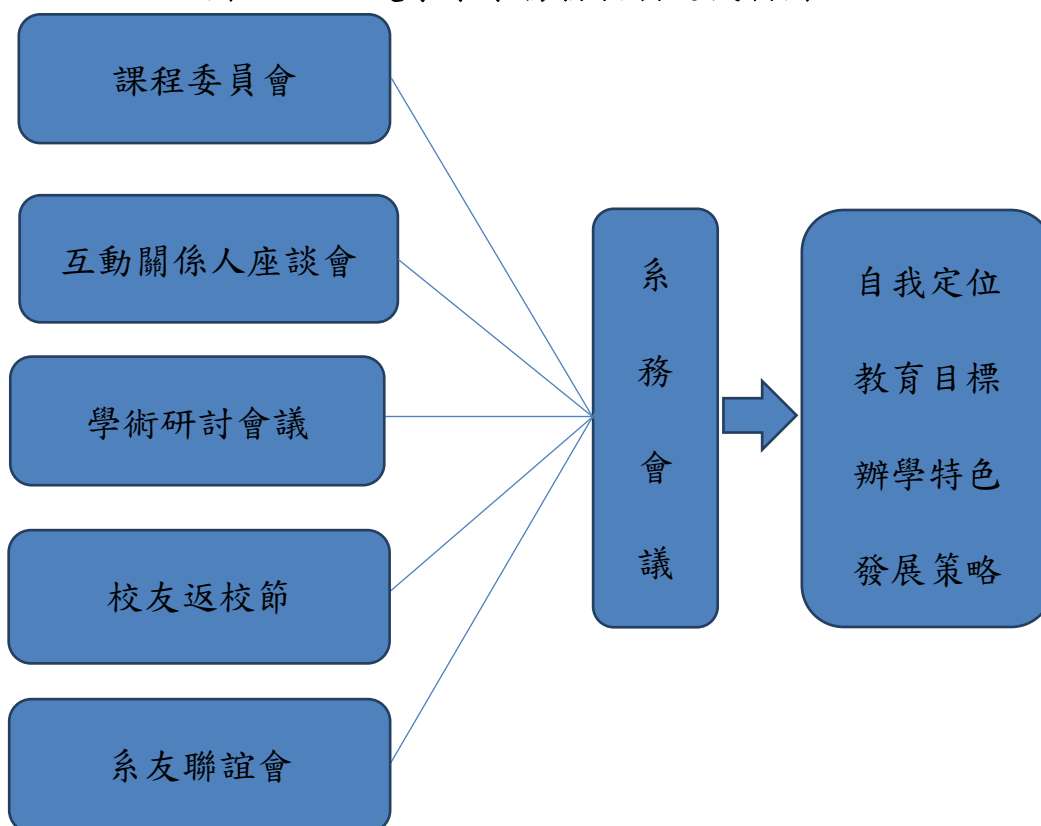 課程委員會
互動關係人座談會
學術研討會議
校友返校節
系友聯誼會
系
務
會
議
自我定位
教育目標
辦學特色
發展策略